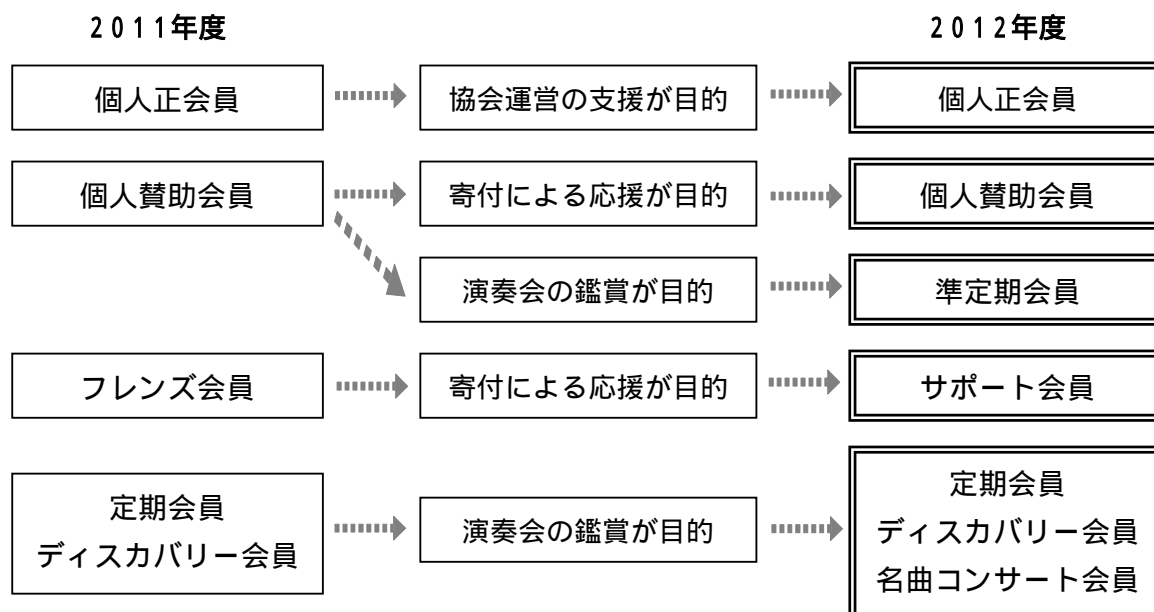 2011年度
2012年度
個人正会員
協会運営の支援が目的
個人正会員
個人賛助会員
寄付による応援が目的
個人賛助会員
演奏会の鑑賞が目的
準定期会員
フレンズ会員
寄付による応援が目的
サポート会員
定期会員
ディスカバリー会員
演奏会の鑑賞が目的
定期会員
ディスカバリー会員
名曲コンサート会員